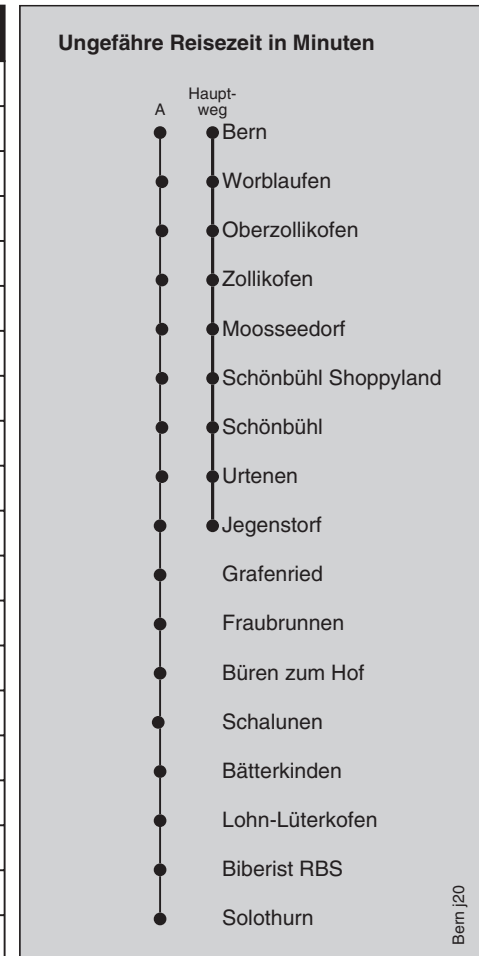 Ungefähre Reisezeit in Minuten
A
Haupt-
weg
Bern
Worblaufen
Oberzollikofen
Zollikofen
Moosseedorf
Schönbühl Shoppyland
Schönbühl
Urtenen
Jegenstorf
Grafenried
Fraubrunnen
Büren zum Hof
Schalunen
Bätterkinden
Lohn-Lüterkofen
Biberist RBS
Solothurn
Bern j20